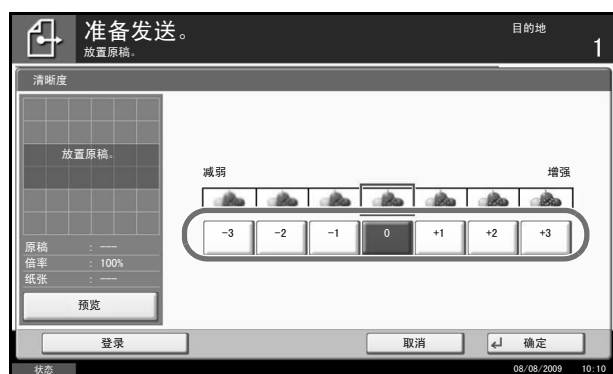 准备发送。
放置原稿。
目的地
1
清晰度
放置原稿。
减弱 增强
-3 -2 -1 0 +1 +2 +3
原稿 : ---
倍率 : 100%
纸张 : ---
预览
登录 取消 确定
状态 08/08/2009 10:10